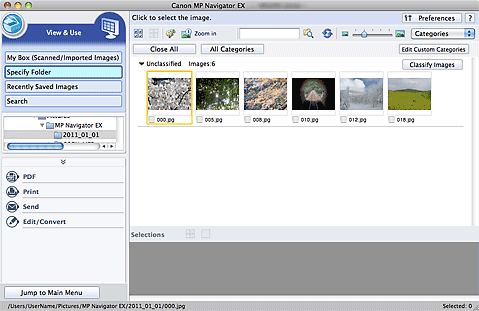 Canon MP Navigator EX
Click to select the image.
Preferences
?
View & Use
Zoom in
Categories
Close All
All Categories
Edit Custom Categories
My Box (Scanned/Imported Images)
Unclassified Images:6
Classify Images
Specify Folder
Recently Saved Images
Search
MP Navigator EX
2011_01_01
000.jpg
005.jpg
008.jpg
010.jpg
012.jpg
018.jpg
PDF
Print
Send
Edit/Convert
Selections
Jump to Main Menu
/Users/UserName/Pictures/MP Navigator EX/2011_01_01/000.jpg
Selected: 0